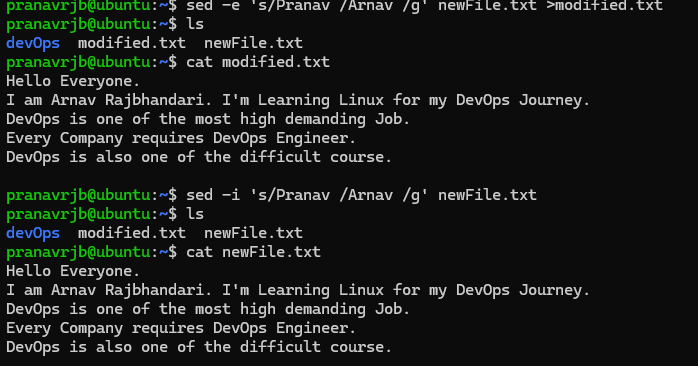 pranavrjb@ubuntu:~$ sed -e 's/Pranav /Arnav /g' newFile.txt >modified.txt
pranavrjb@ubuntu:~$ ls
devOps  modified.txt  newFile.txt
pranavrjb@ubuntu:~$ cat modified.txt
Hello Everyone.
I am Arnav Rajbhandari. I'm Learning Linux for my DevOps Journey.
DevOps is one of the most high demanding Job.
Every Company requires DevOps Engineer.
DevOps is also one of the difficult course.
pranavrjb@ubuntu:~$ sed -i 's/Pranav /Arnav /g' newFile.txt
pranavrjb@ubuntu:~$ ls
devOps  modified.txt  newFile.txt
pranavrjb@ubuntu:~$ cat newFile.txt
Hello Everyone.
I am Arnav Rajbhandari. I'm Learning Linux for my DevOps Journey.
DevOps is one of the most high demanding Job.
Every Company requires DevOps Engineer.
DevOps is also one of the difficult course.